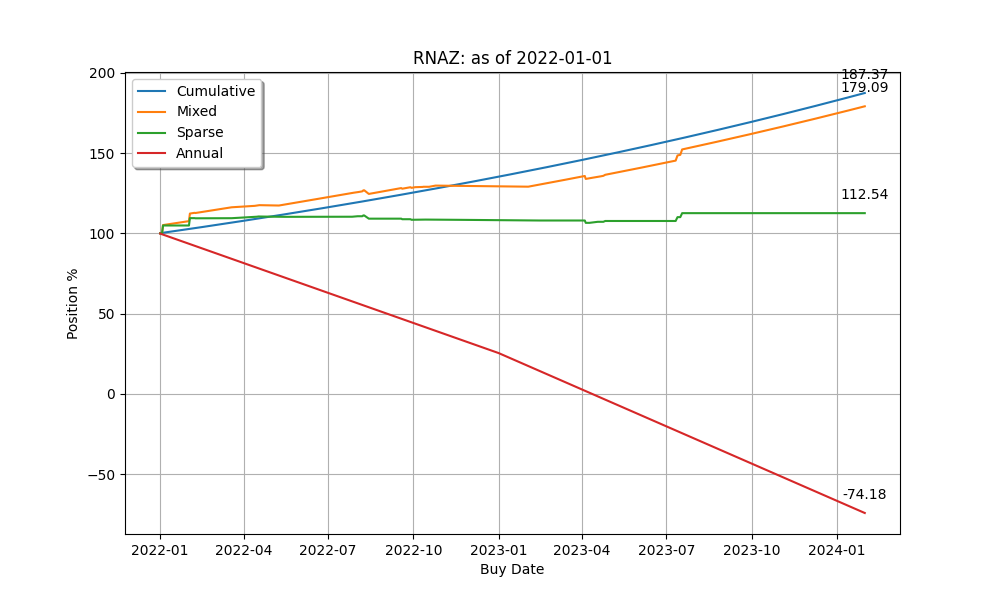 RNAZ: as of 2022-01-01
200
150
100
50
0
−50
Position %
Cumulative
Mixed
Sparse
Annual
187.37
179.09
112.54
-74.18
2022-01
2022-04
2022-07
2022-10
2023-01
2023-04
2023-07
2023-10
2024-01
Buy Date